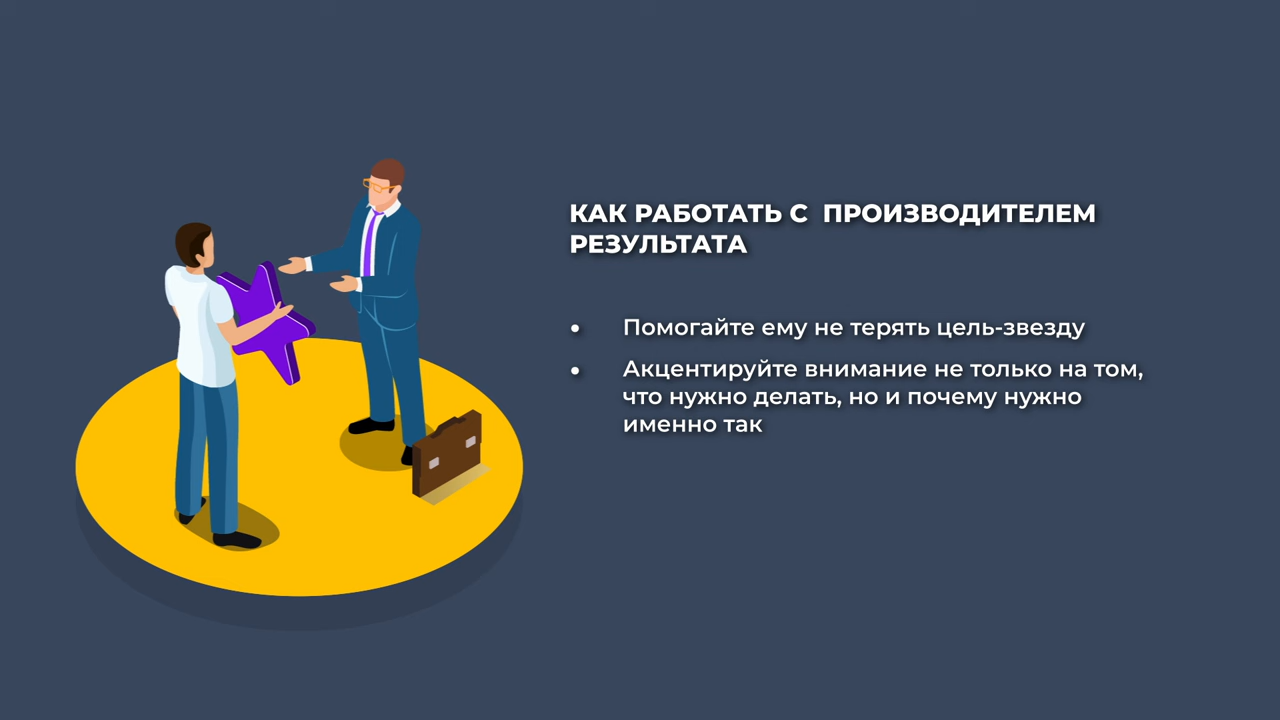 КАК РАБОТАТЬ С ПРОИЗВОДИТЕЛЕМ
РЕЗУЛЬТАТА
• Помогайте ему не терять цель-звезду
• Акцентируйте внимание не только на том,
что нужно делать, но и почему нужно
именно так